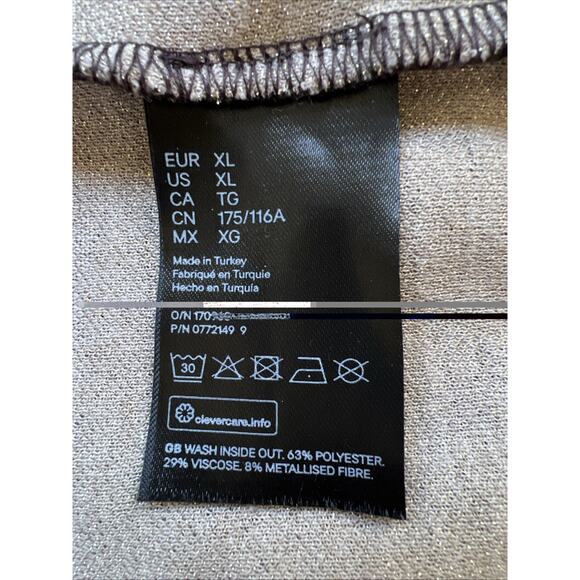 EUR XL
US XL
CA TG
CN 175/116A
MX XG
Made in Turkey
Fabriqué en Turquie
Hecho en Turquía
O/N 170
P/N 0772149 9
30
clevercare.info
GB WASH INSIDE OUT. 63% POLYESTER.
29% VISCOSE. 8% METALLISED FIBRE.